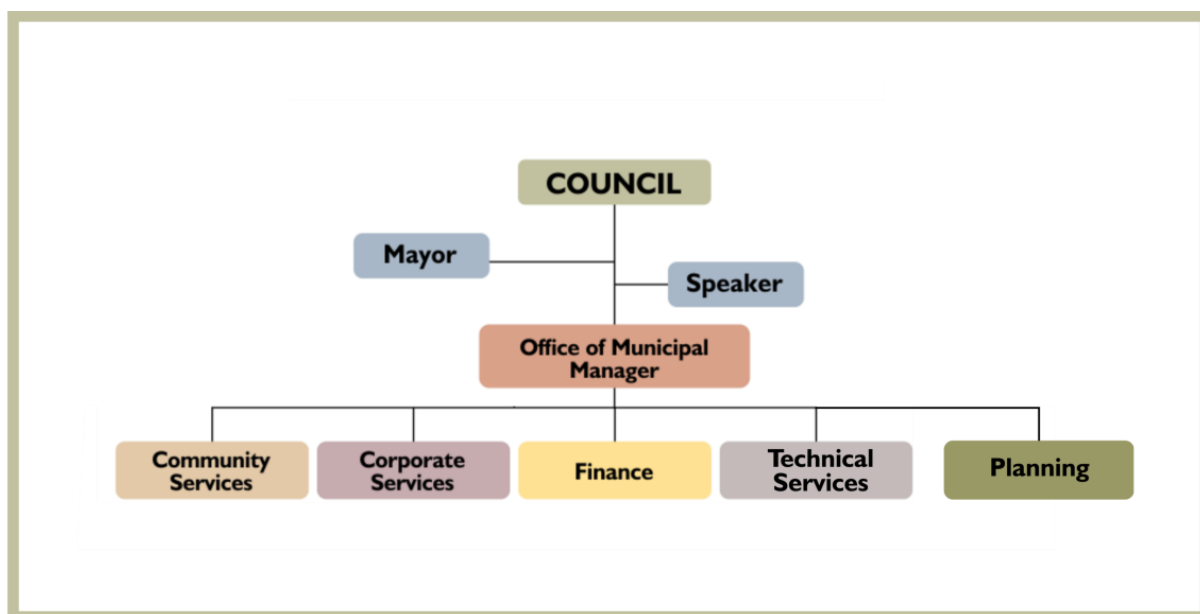 COUNCIL
Mayor
Speaker
Office of Municipal
Manager
Community
Services
Corporate
Services
Finance
Technical
Services
Planning